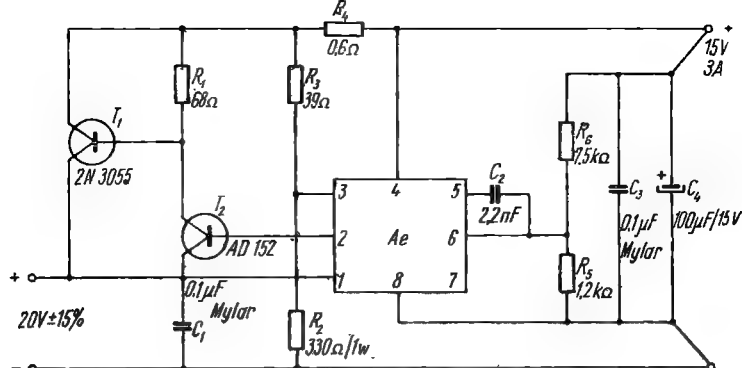 R4
0,6Ω
+
15V
3A
R1
68Ω
R3
39Ω
T1
2N 3055
R6
7,5kΩ
C2
2,2nF
3
4
5
2
Ae
6
1
8
7
T2
AD 152
C3
0,1µF
Mylar
+
C4
100µF/15V
R5
1,2kΩ
+
0,1µF
Mylar
20V±15%
C1
R2
330Ω/1w
−